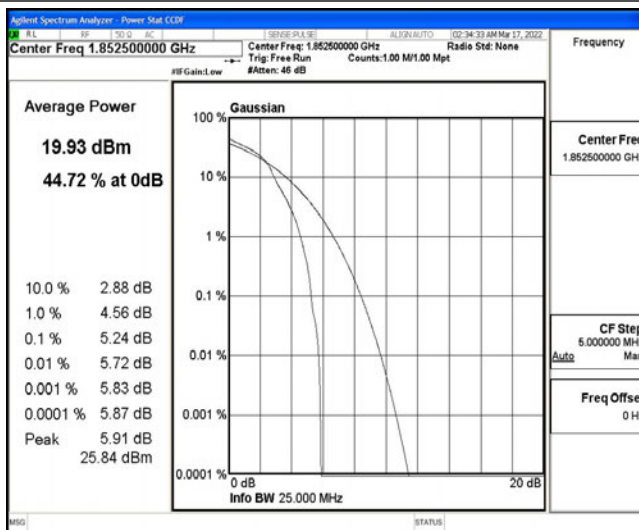 Agilent Spectrum Analyzer - Power Stat CCDF
RL RF 50 Ω AC SENSE:PULSE ALIGN AUTO 02:34:33 AM Mar 17, 2022
Center Freq 1.852500000 GHz
Center Freq: 1.852500000 GHz Radio Std: None
Trig: Free Run Counts:1.00 M/1.00 Mpt
#IFGain:Low #Atten: 46 dB
Frequency
Average Power
19.93 dBm
44.72 % at 0dB
10.0 % 2.88 dB
1.0 % 4.56 dB
0.1 % 5.24 dB
0.01 % 5.72 dB
0.001 % 5.83 dB
0.0001 % 5.87 dB
Peak 5.91 dB
25.84 dBm
Gaussian
100 %
10 %
1 %
0.1 %
0.01 %
0.001 %
0.0001 %
0 dB 20 dB
Info BW 25.000 MHz
Center Freq
1.852500000 GH
CF Step
5.000000 MH
Auto Ma
Freq Offse
0 H
MSG STATUS